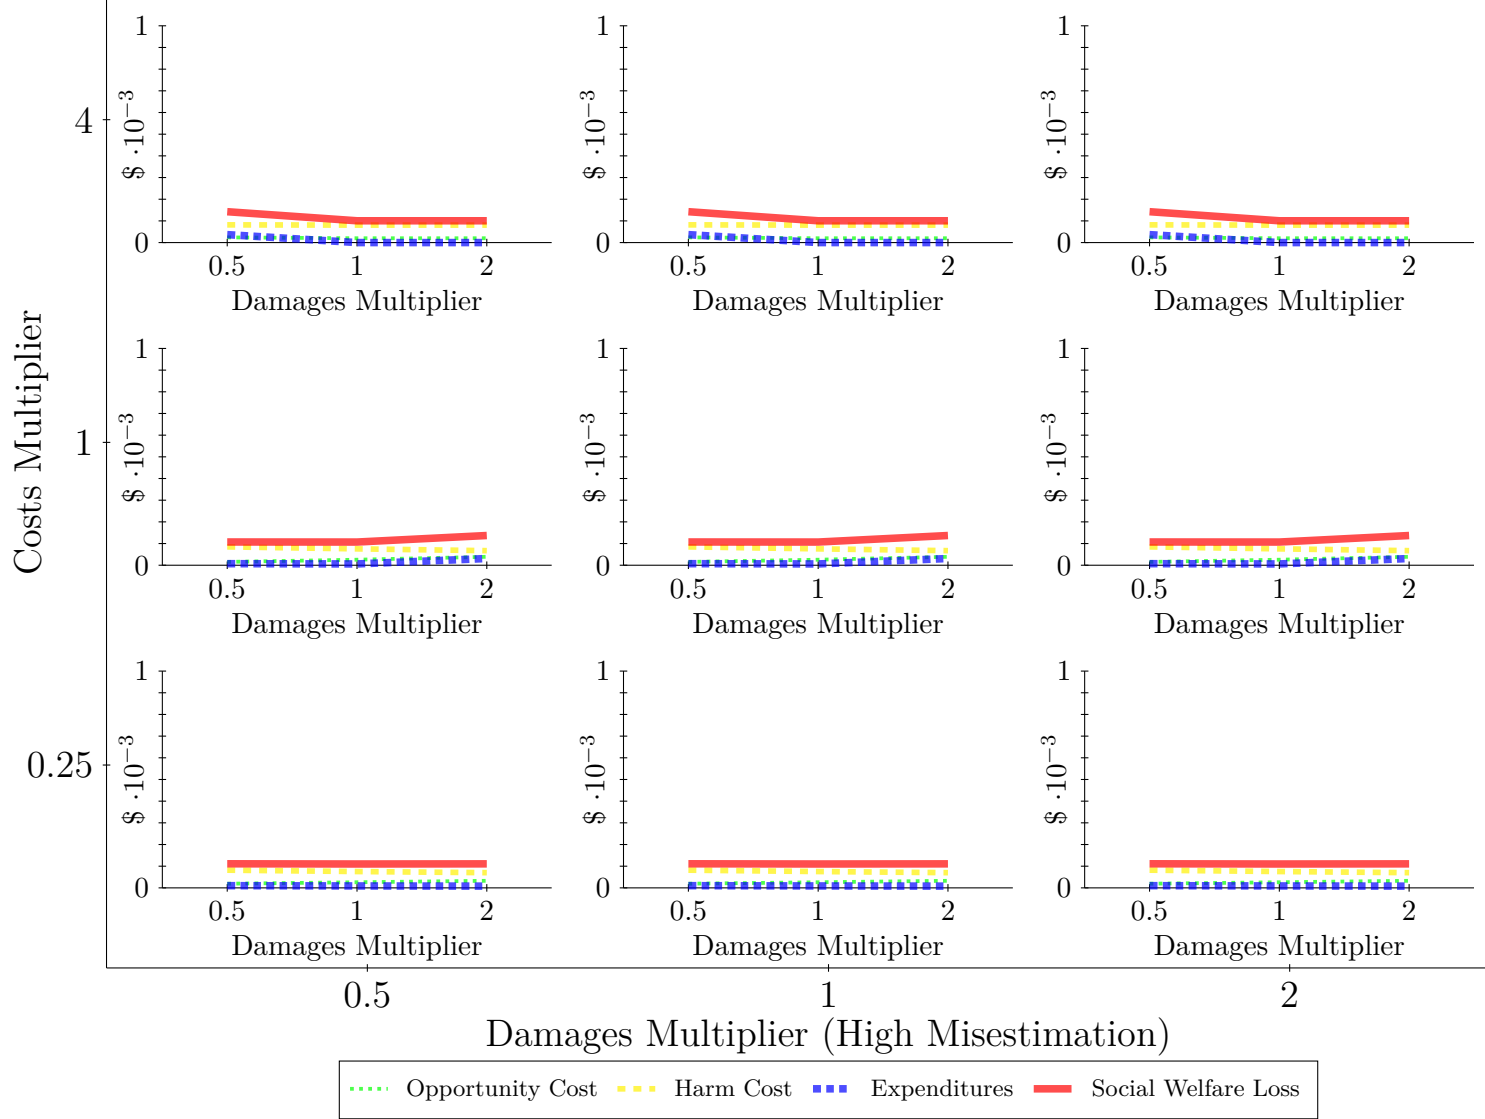 1 1 1
$ ·10⁻³ $ ·10⁻³ $ ·10⁻³
4
0 0 0
0.5 1 2 0.5 1 2 0.5 1 2
Damages Multiplier Damages Multiplier Damages Multiplier
Costs Multiplier
1 1 1
$ ·10⁻³ $ ·10⁻³ $ ·10⁻³
1
0 0 0
0.5 1 2 0.5 1 2 0.5 1 2
Damages Multiplier Damages Multiplier Damages Multiplier
1 1 1
$ ·10⁻³ $ ·10⁻³ $ ·10⁻³
0.25
0 0 0
0.5 1 2 0.5 1 2 0.5 1 2
Damages Multiplier Damages Multiplier Damages Multiplier
0.5 1 2
Damages Multiplier (High Misestimation)
Opportunity Cost Harm Cost Expenditures Social Welfare Loss